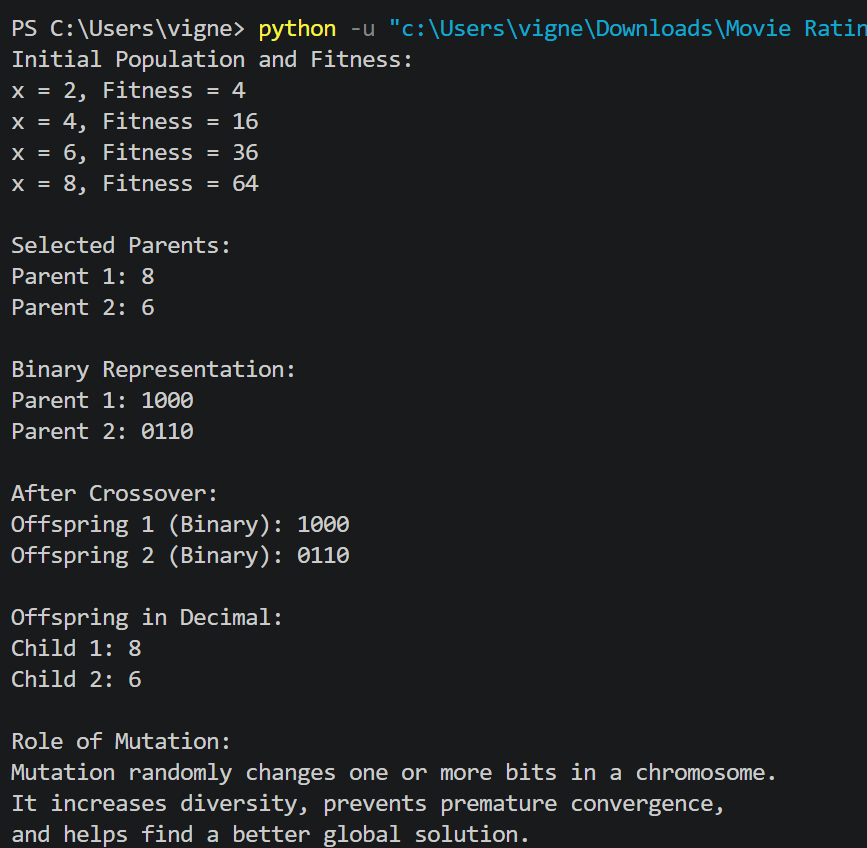 PS C:\Users\vigne> python -u "c:\Users\vigne\Downloads\Movie Ratin
Initial Population and Fitness:
x = 2, Fitness = 4
x = 4, Fitness = 16
x = 6, Fitness = 36
x = 8, Fitness = 64
Selected Parents:
Parent 1: 8
Parent 2: 6
Binary Representation:
Parent 1: 1000
Parent 2: 0110
After Crossover:
Offspring 1 (Binary): 1000
Offspring 2 (Binary): 0110
Offspring in Decimal:
Child 1: 8
Child 2: 6
Role of Mutation:
Mutation randomly changes one or more bits in a chromosome.
It increases diversity, prevents premature convergence,
and helps find a better global solution.